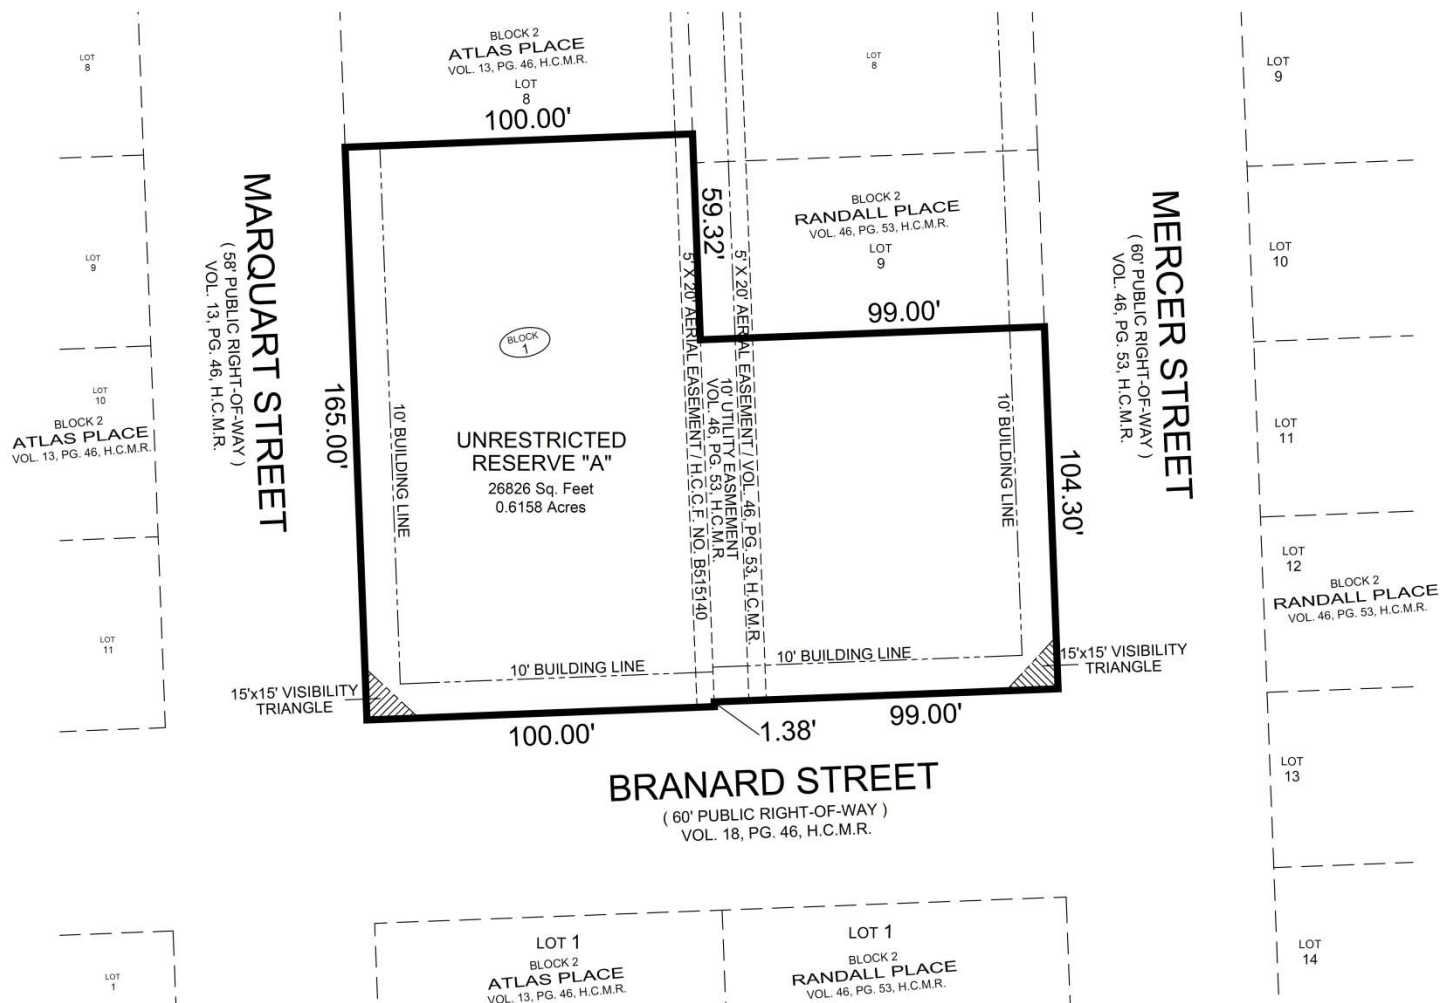 LOT
8
BLOCK 2
ATLAS PLACE
VOL. 13, PG. 46, H.C.M.R.
LOT
8
100.00'
LOT
8
LOT
9
MARQUART STREET
( 58' PUBLIC RIGHT-OF-WAY )
VOL. 13, PG. 46, H.C.M.R.
LOT
9
59.32'
BLOCK 2
RANDALL PLACE
VOL. 46, PG. 53, H.C.M.R.
LOT
9
MERCER STREET
( 60' PUBLIC RIGHT-OF-WAY )
VOL. 46, PG. 53, H.C.M.R.
LOT
10
99.00'
BLOCK
1
165.00'
10' BUILDING LINE
UNRESTRICTED
RESERVE "A"
26826 Sq. Feet
0.6158 Acres
5' X 20' AERIAL EASEMENT / H.C.C.F. NO. B515140
10' UTILITY EASMEMENT
VOL. 46, PG. 53, H.C.M.R.
5' X 20' AERIAL EASEMENT / VOL. 46, PG. 53, H.C.M.R.
10' BUILDING LINE
104.30'
LOT
10
BLOCK 2
ATLAS PLACE
VOL. 13, PG. 46, H.C.M.R.
LOT
11
LOT
12
BLOCK 2
RANDALL PLACE
VOL. 46, PG. 53, H.C.M.R.
LOT
11
10' BUILDING LINE
10' BUILDING LINE
15'x15' VISIBILITY
TRIANGLE
15'x15' VISIBILITY
TRIANGLE
100.00'
1.38'
99.00'
LOT
13
BRANARD STREET
( 60' PUBLIC RIGHT-OF-WAY )
VOL. 18, PG. 46, H.C.M.R.
LOT
1
LOT 1
BLOCK 2
ATLAS PLACE
VOL. 13, PG. 46, H.C.M.R.
LOT 1
BLOCK 2
RANDALL PLACE
VOL. 46, PG. 53, H.C.M.R.
LOT
14